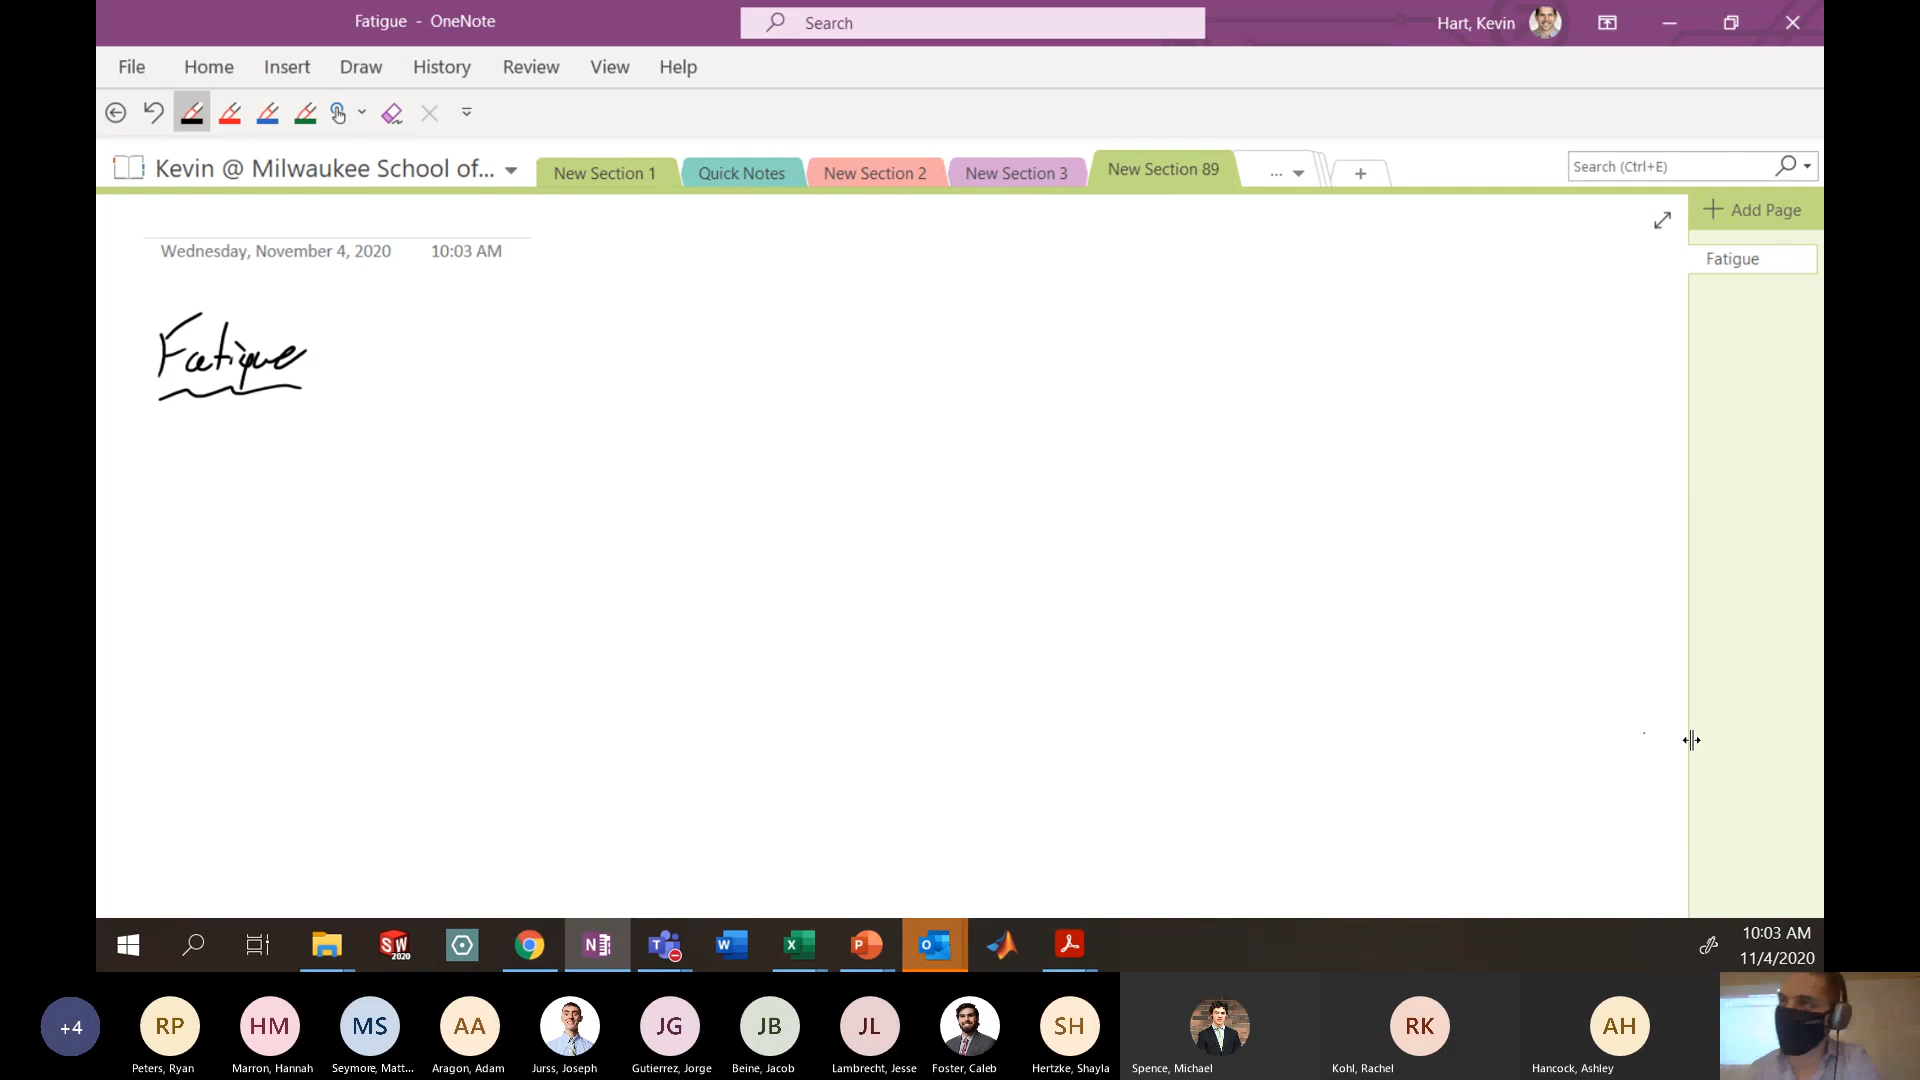 Fatigue - OneNote
Search
Hart, Kevin
File Home Insert Draw History Review View Help
Kevin @ Milwaukee School of...
New Section 1
Quick Notes
New Section 2
New Section 3
New Section 89
...
Search (Ctrl+E)
Add Page
Fatigue
Wednesday, November 4, 2020 10:03 AM
Fatigue
SW
2020
N
T
W
X
P
O
10:03 AM
11/4/2020
+4
RP
HM
MS
AA
JG
JB
JL
SH
RK
AH
Peters, Ryan
Marron, Hannah
Seymore, Matt...
Aragon, Adam
Jurss, Joseph
Gutierrez, Jorge
Beine, Jacob
Lambrecht, Jesse
Foster, Caleb
Hertzke, Shayla
Spence, Michael
Kohl, Rachel
Hancock, Ashley